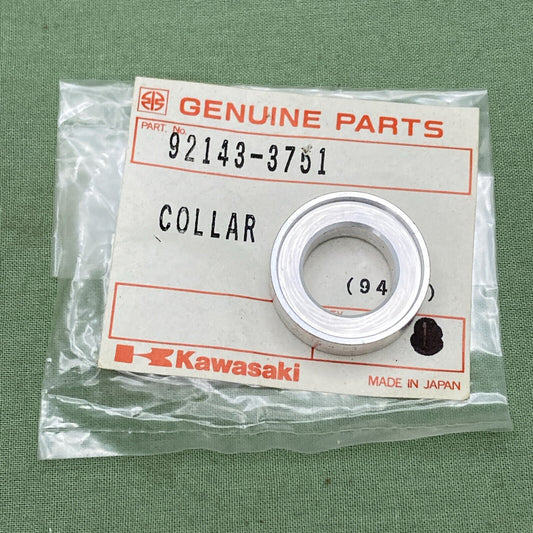 GENUINE PARTS
PART. No.
92143-3751
COLLAR
(94
Kawasaki
MADE IN JAPAN